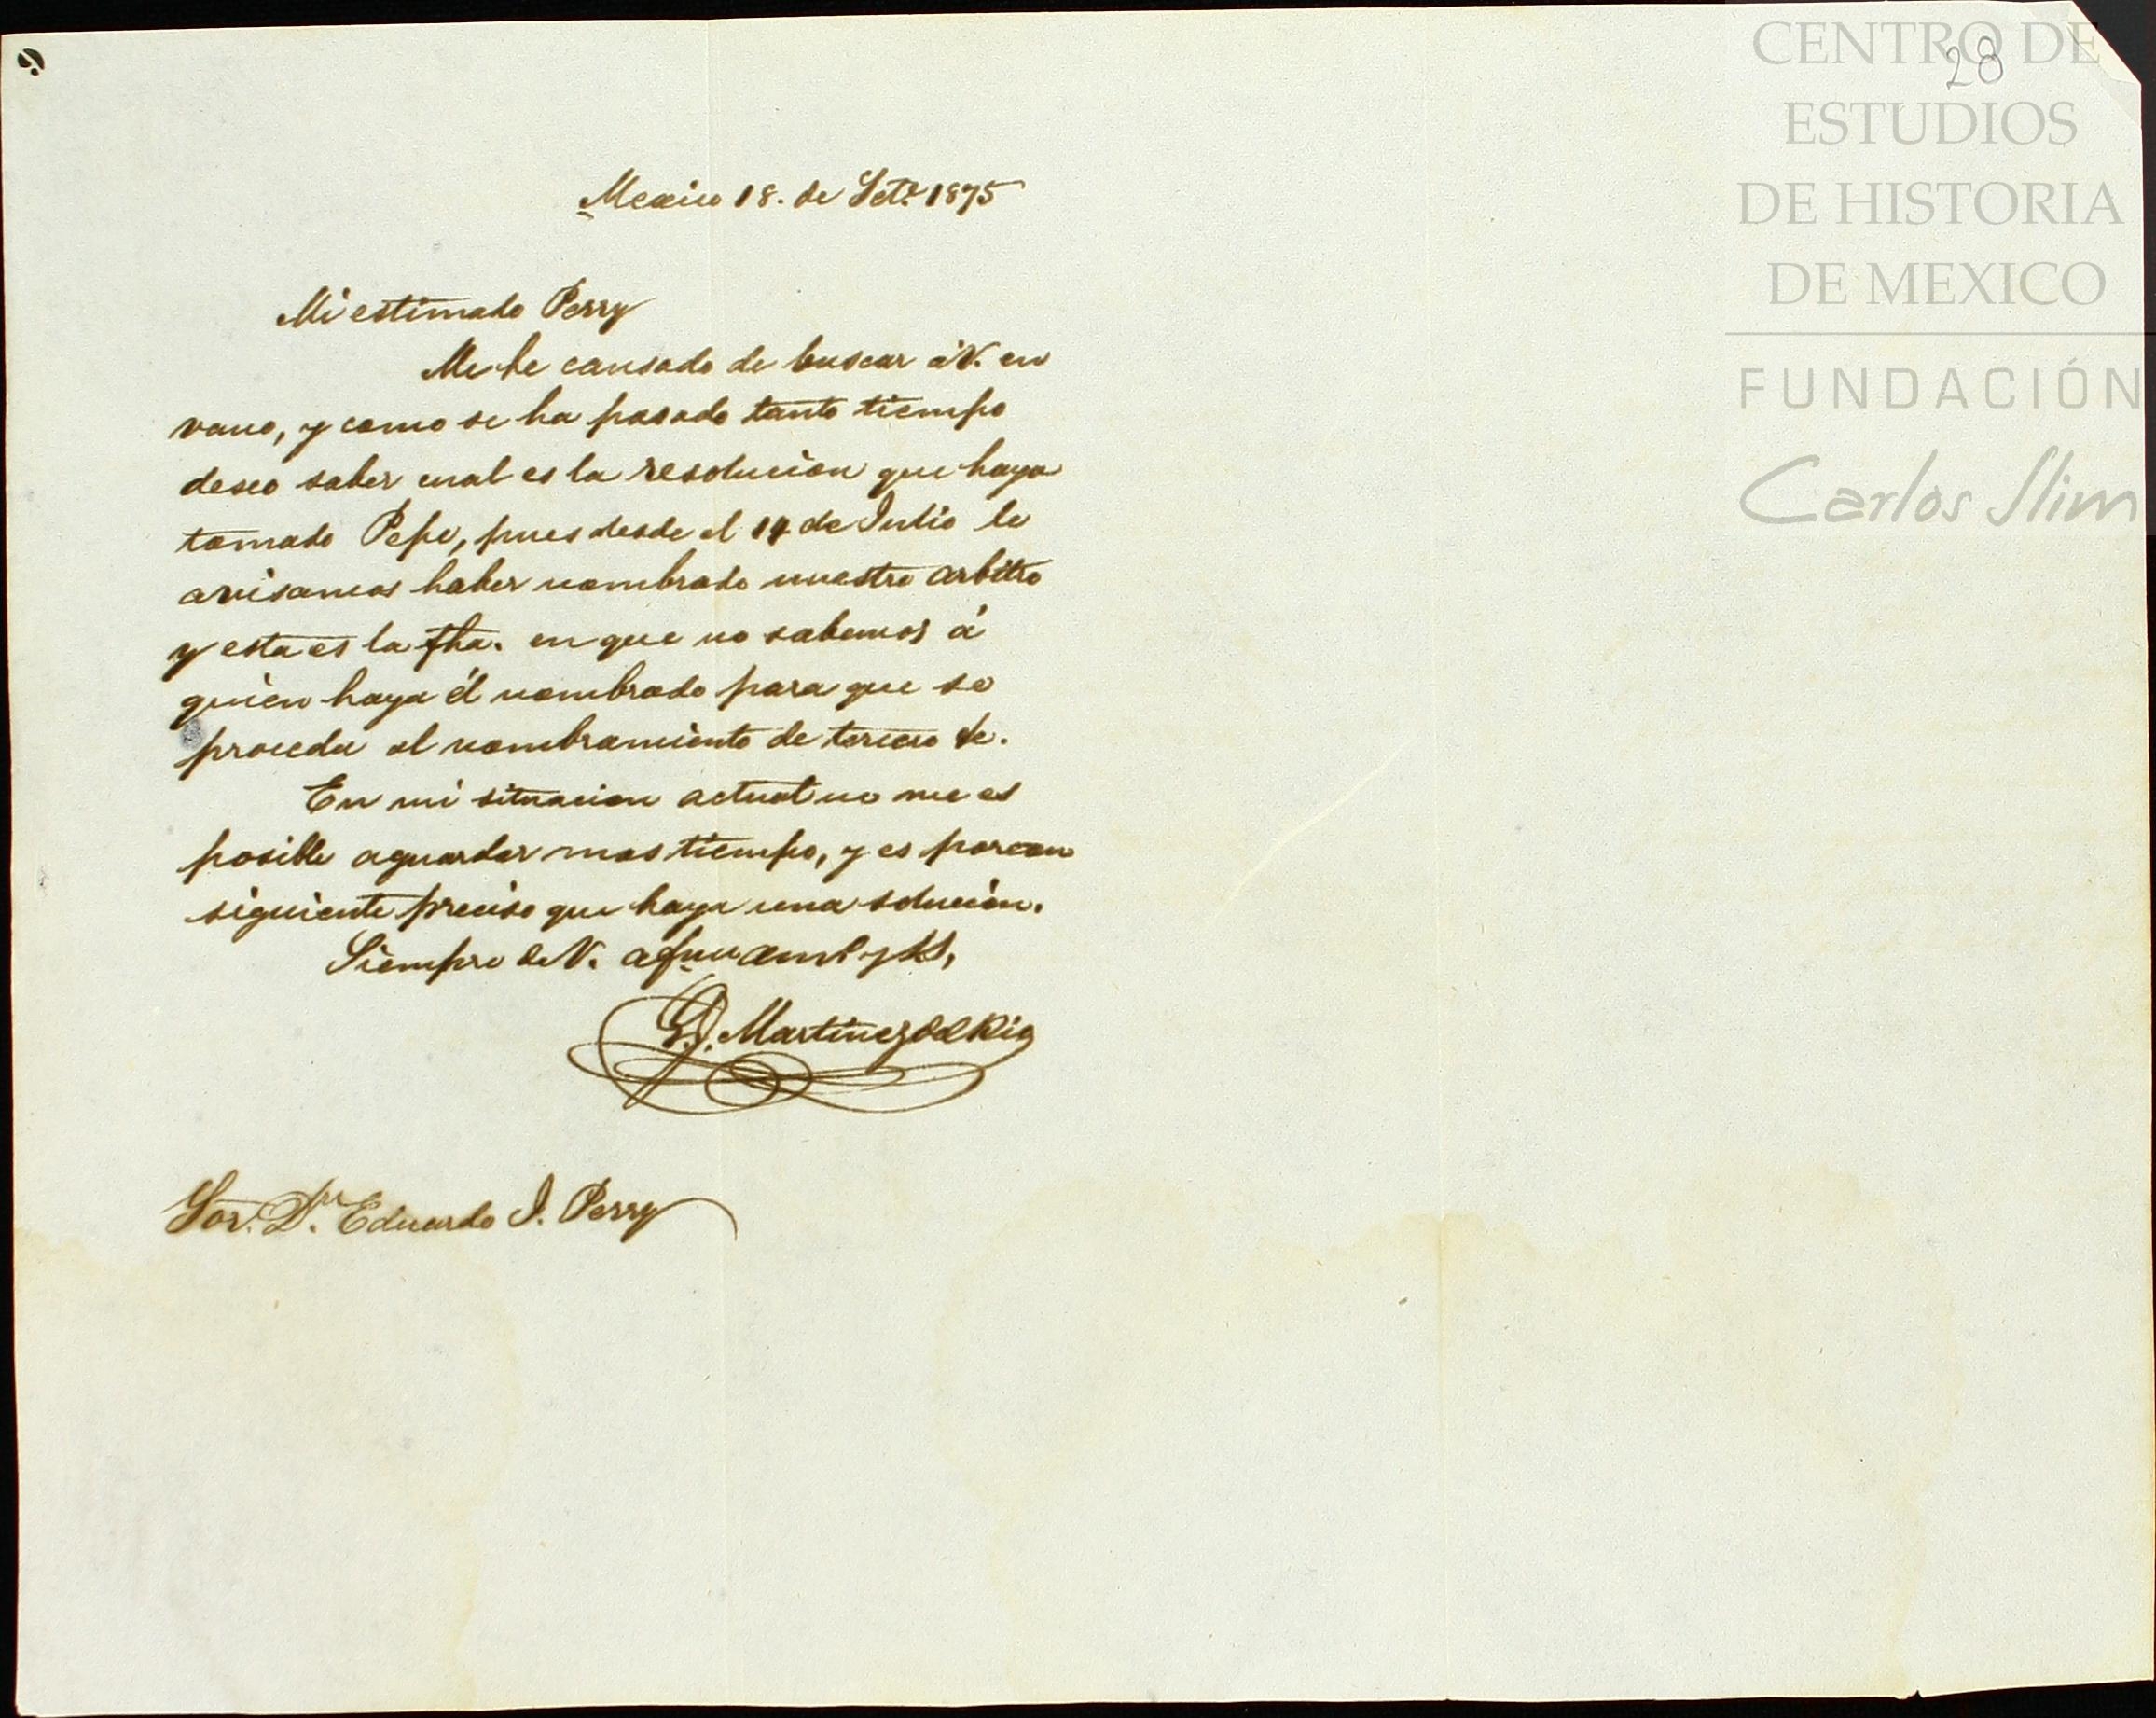 CENTRO DE
28
ESTUDIOS
DE HISTORIA
DE MEXICO
FUNDACIÓN
Carlos Slim
Mexico 18. de Set.e 1875
Mi estimado Perry
Me he cansado de buscar á V. en
vano, y como se ha pasado tanto tiempo
deseo saber cual es la resolucion que haya
tomado Pepe, pues desde el 14 de Julio le
avisamos haber nombrado nuestro arbitro
y esta es la fha. en que no sabemos á
quien haya él nombrado para que se
proceda al nombramiento de tercero &c.
En mi situacion actual no me es
posible aguardar mas tiempo, y es por con
siguiente preciso que haya una solución.
Siempre de V. afmo amo y SS,
Martinez del Rio
Sor. Dn. Eduardo J. Perry